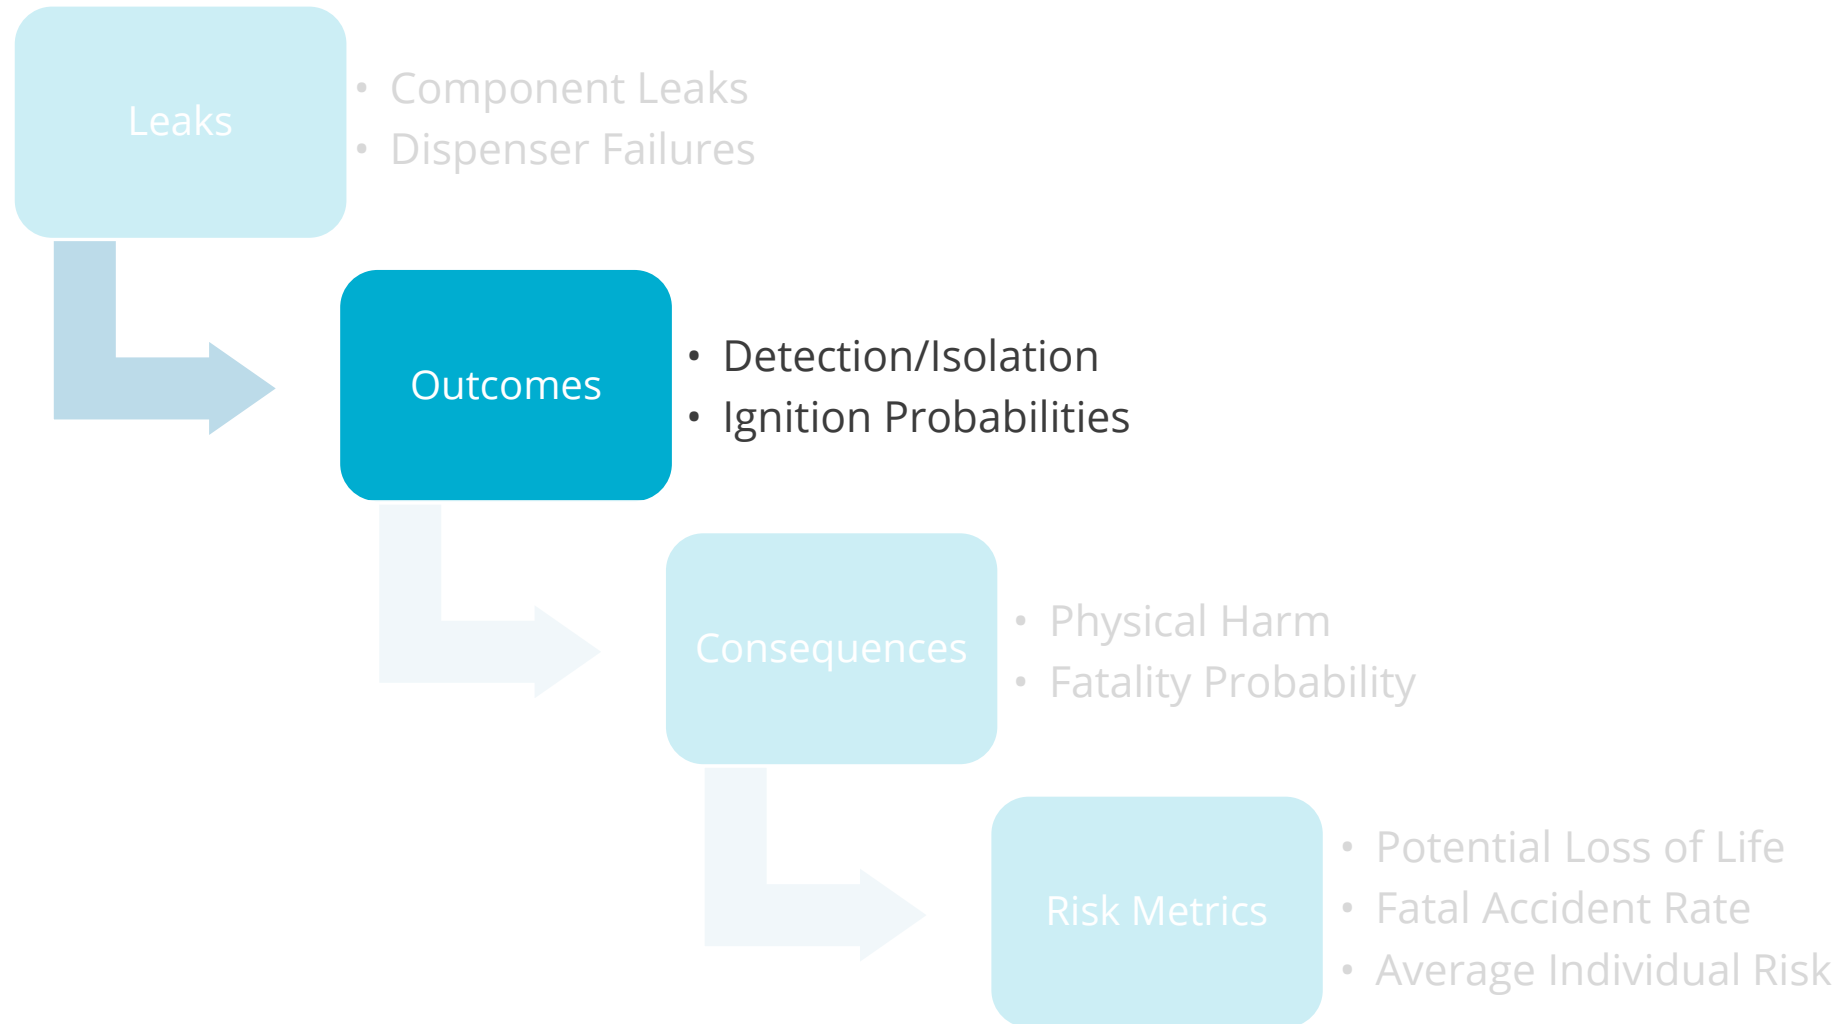 Leaks
• Component Leaks
• Dispenser Failures
Outcomes
• Detection/Isolation
• Ignition Probabilities
Consequences
• Physical Harm
• Fatality Probability
Risk Metrics
• Potential Loss of Life
• Fatal Accident Rate
• Average Individual Risk